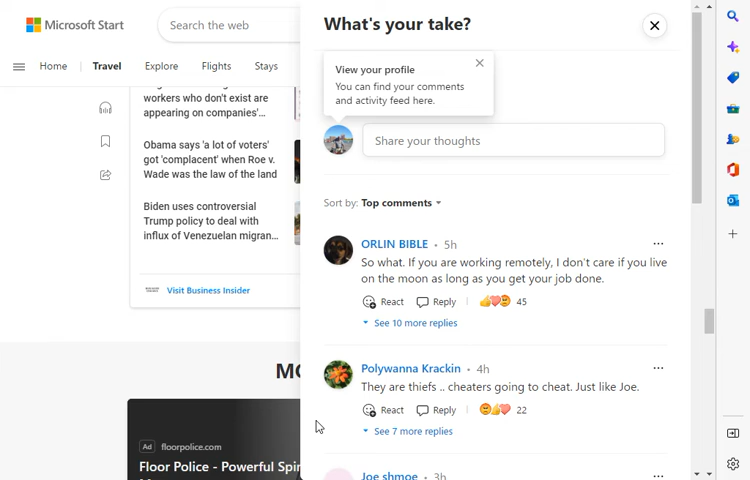 Microsoft Start
Search the web
Home
Travel
Explore
Flights
Stays
workers who don't exist are
appearing on companies'...
Obama says 'a lot of voters'
got 'complacent' when Roe v.
Wade was the law of the land
Biden uses controversial
Trump policy to deal with
influx of Venezuelan migran...
Visit Business Insider
Ad floorpolice.com
Floor Police - Powerful Spi
What's your take?
View your profile
You can find your comments
and activity feed here.
Share your thoughts
Sort by: Top comments
ORLIN BIBLE • 5h
So what. If you are working remotely, I don't care if you live
on the moon as long as you get your job done.
React
Reply
45
See 10 more replies
Polywanna Krackin • 4h
They are thiefs .. cheaters going to cheat. Just like Joe.
React
Reply
22
See 7 more replies
Joe shmoe • 3h